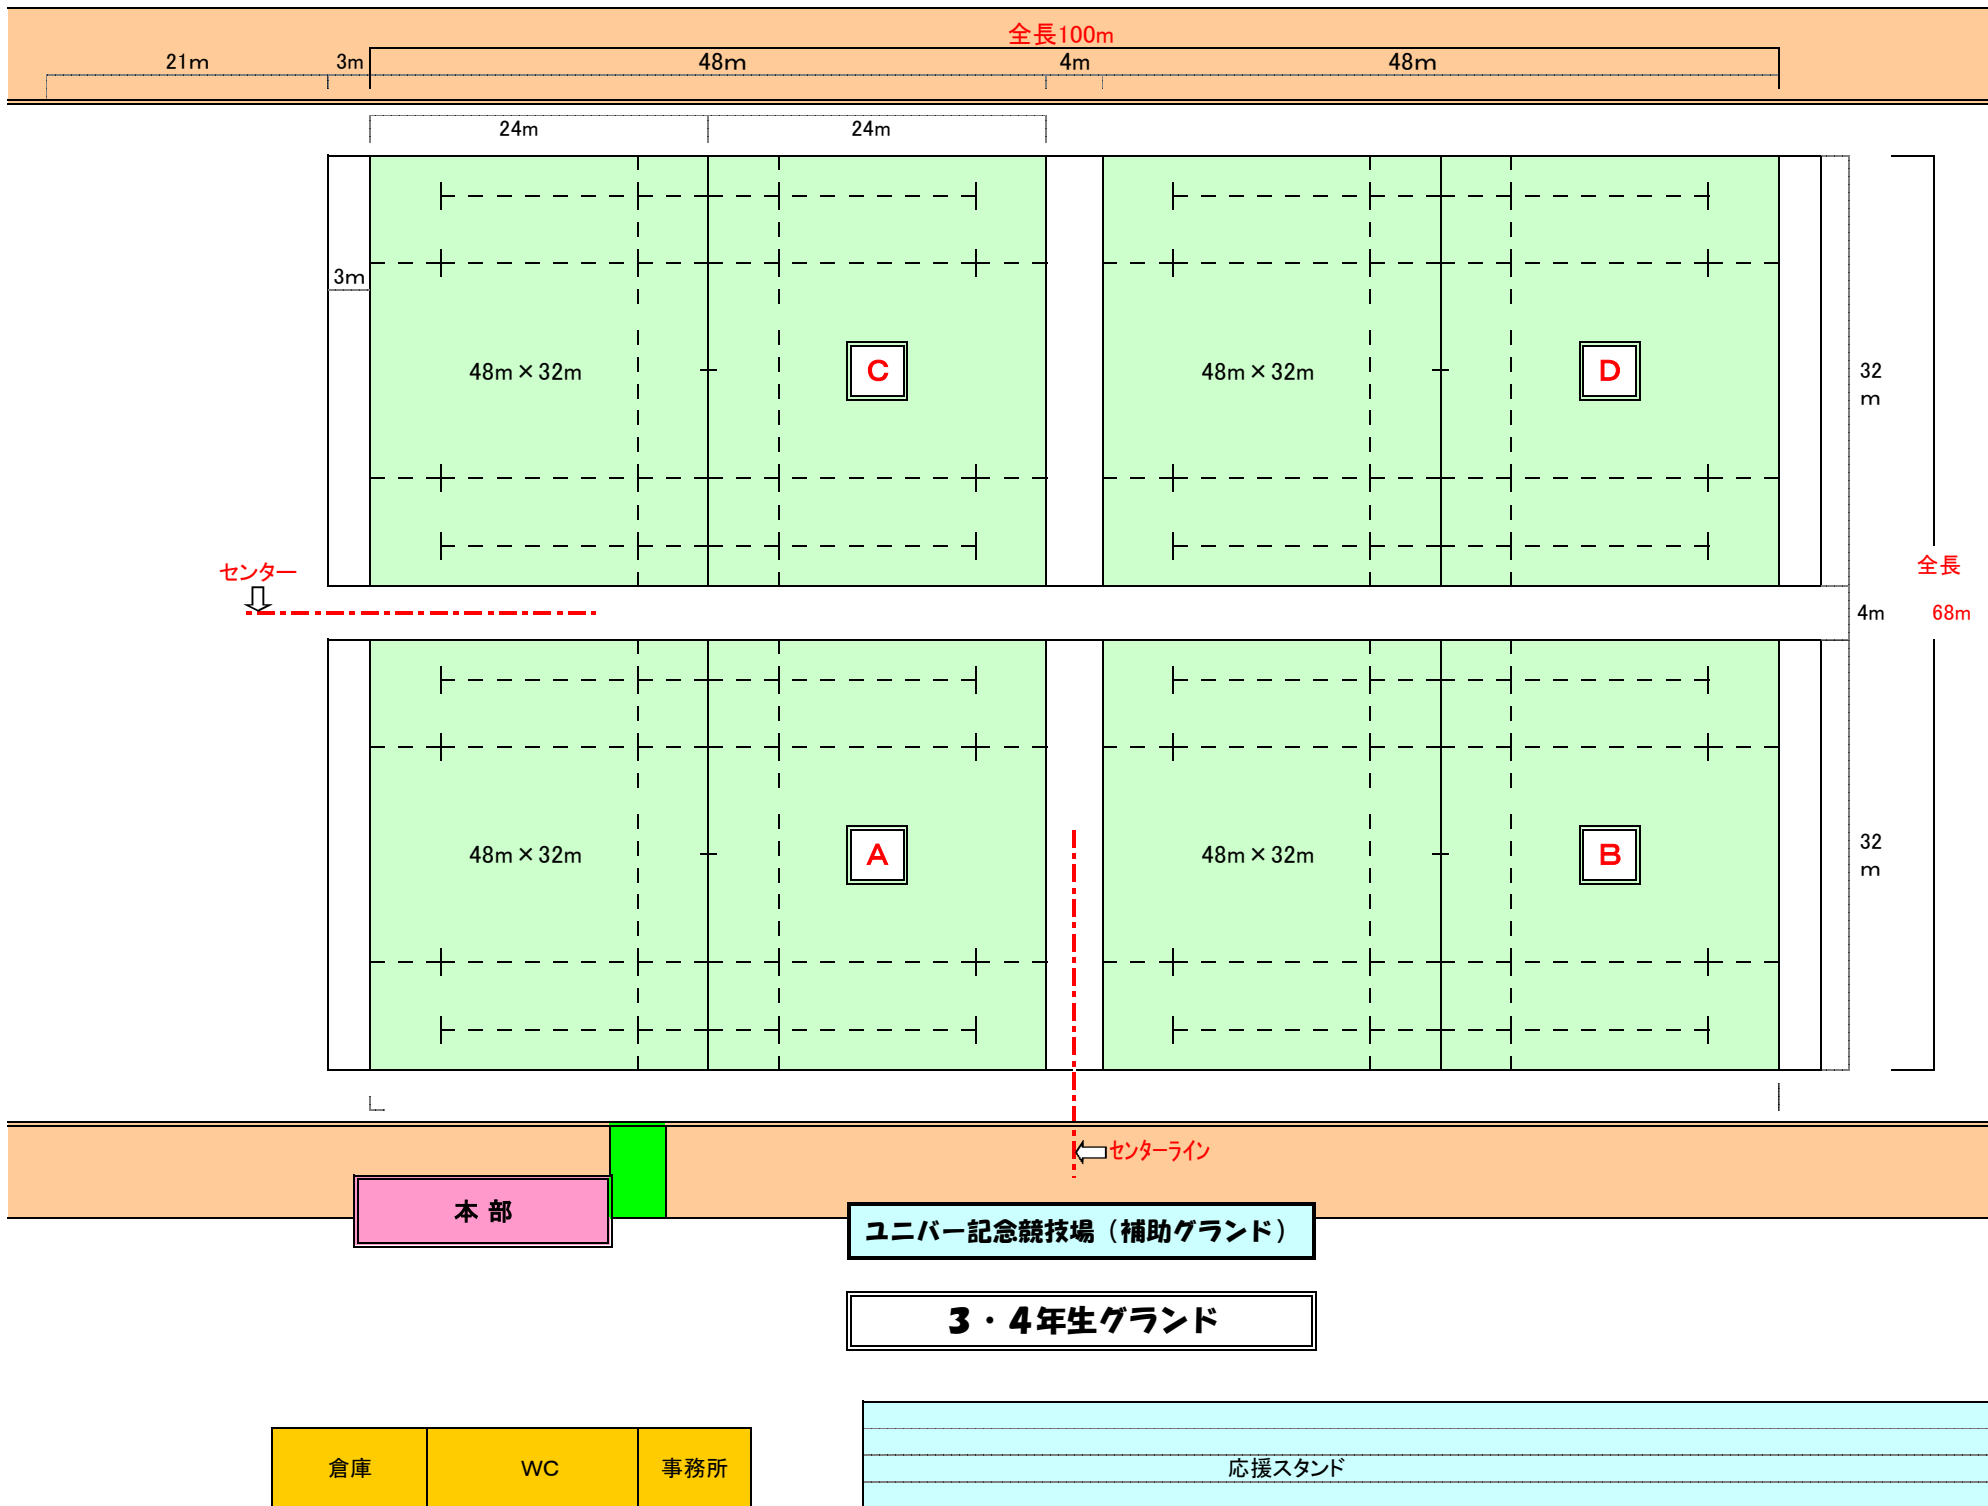 全長100m
21m 3m 48m 4m 48m
24m 24m
3m
48m×32m C 48m×32m D 32
m
センター
全長
4m 68m
48m×32m A 48m×32m B 32
m
センターライン
本 部
ユニバー記念競技場（補助グランド）
3・4年生グランド
倉庫 WC 事務所 応援スタンド